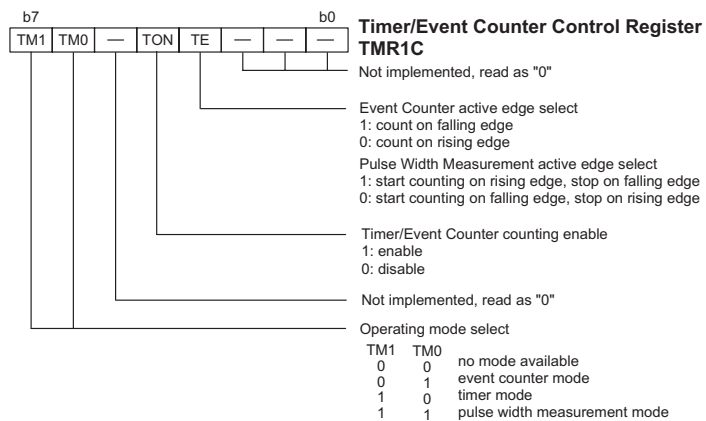 b7 b0
TM1 TM0 — TON TE — — —
Timer/Event Counter Control Register
TMR1C
Not implemented, read as "0"
Event Counter active edge select
1: count on falling edge
0: count on rising edge
Pulse Width Measurement active edge select
1: start counting on rising edge, stop on falling edge
0: start counting on falling edge, stop on rising edge
Timer/Event Counter counting enable
1: enable
0: disable
Not implemented, read as "0"
Operating mode select
TM1 TM0
0 0 no mode available
0 1 event counter mode
1 0 timer mode
1 1 pulse width measurement mode